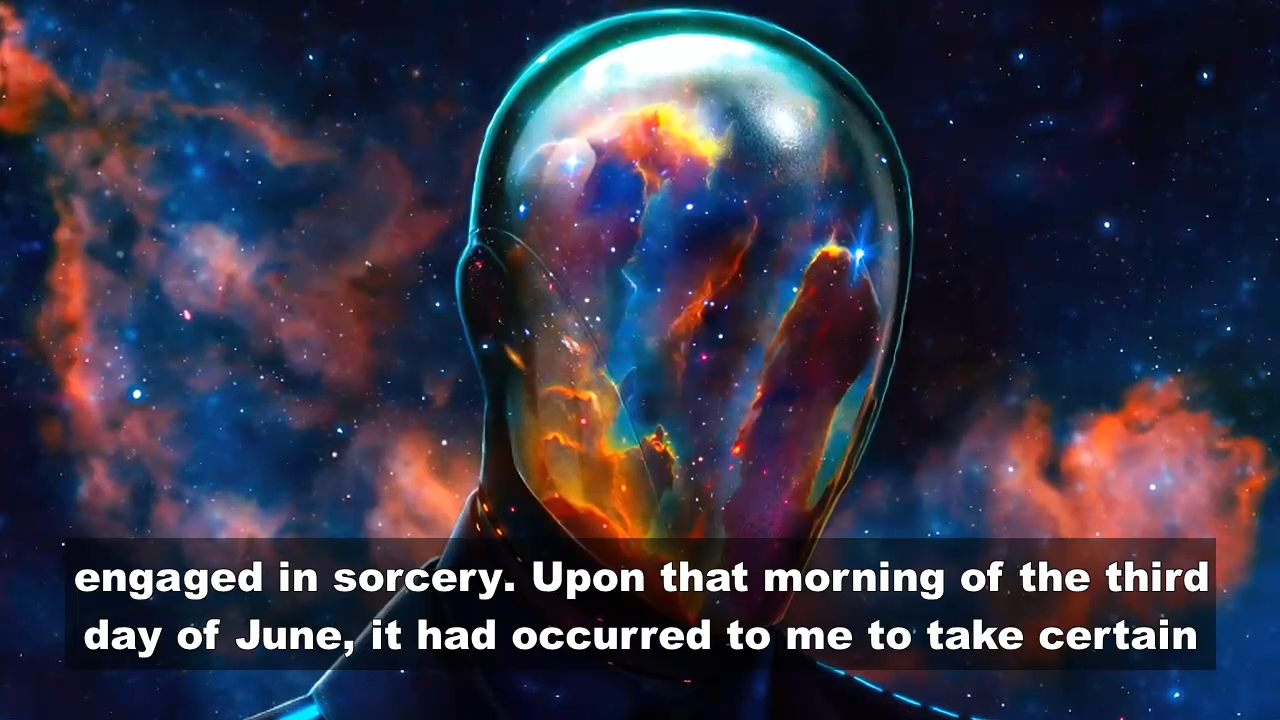 engaged in sorcery. Upon that morning of the third
day of June, it had occurred to me to take certain